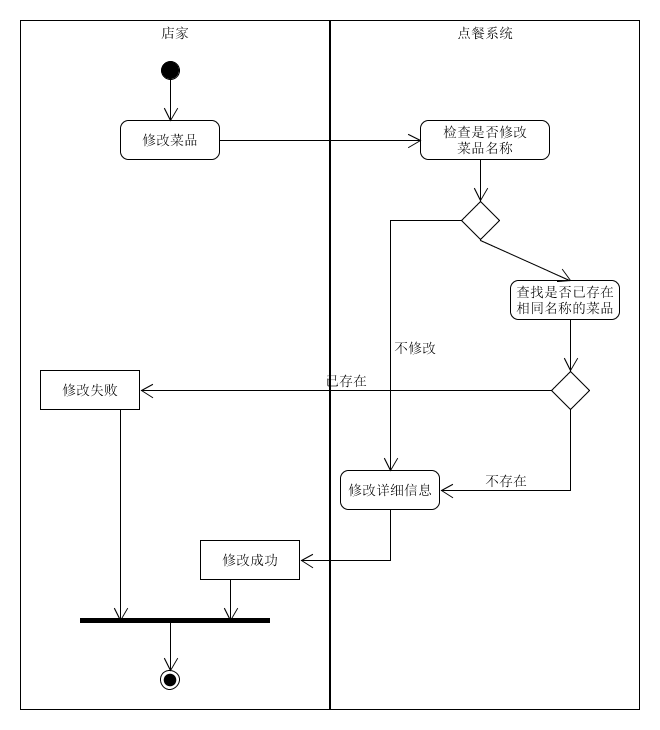 店家
点餐系统
修改菜品
检查是否修改
菜品名称
查找是否已存在
相同名称的菜品
不修改
已存在
修改失败
不存在
修改详细信息
修改成功